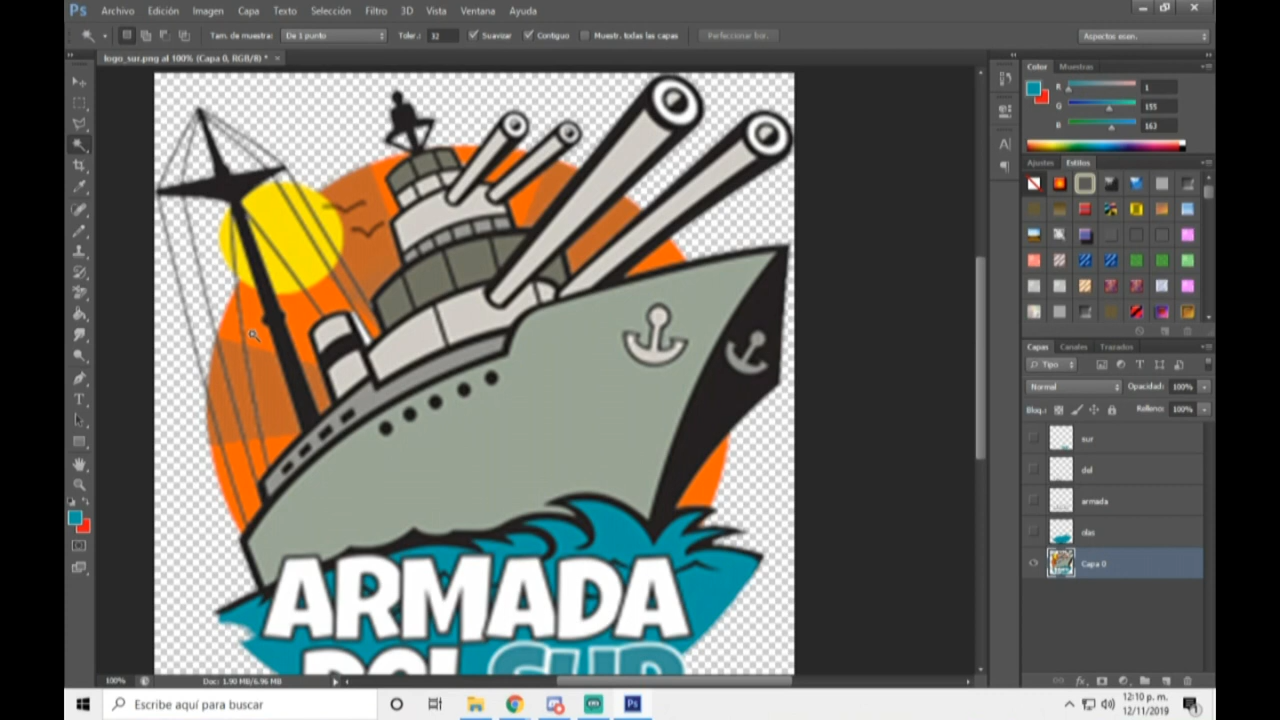 Ps Archivo Edición Imagen Capa Texto Selección Filtro 3D Vista Ventana Ayuda
Tam. de muestra: De 1 punto Toler.: 32 Suavizar Contiguo Muestr. todas las capas Perfeccionar bor... Aspectos esen.
logo_sur.png al 100% (Capa 0, RGB/8) * ×
Color Muestras
R 1
G 155
B 163
Ajustes Estilos
Capas Canales Trazados
Tipo
Normal Opacidad: 100%
Bloq.: Relleno: 100%
sur
del
armada
olas
Capa 0
ARMADA
DEL SUR
100% Doc: 1.90 MB/6.96 MB
Escribe aquí para buscar
12:10 p. m.
12/11/2019